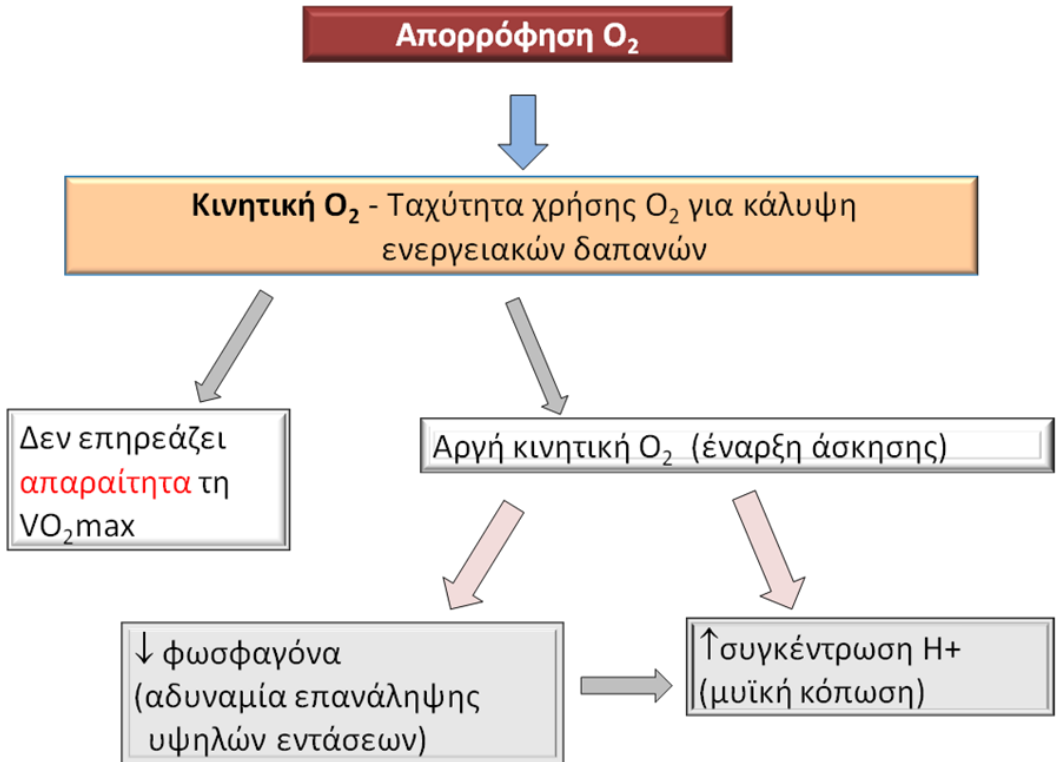 Απορρόφηση O₂
Κινητική O₂ - Ταχύτητα χρήσης O₂ για κάλυψη
ενεργειακών δαπανών
Δεν επηρεάζει
απαραίτητα τη
VO₂max
Αργή κινητική O₂ (έναρξη άσκησης)
↓ φωσφαγόνα
(αδυναμία επανάληψης
υψηλών εντάσεων)
↑συγκέντρωση H+
(μυϊκή κόπωση)